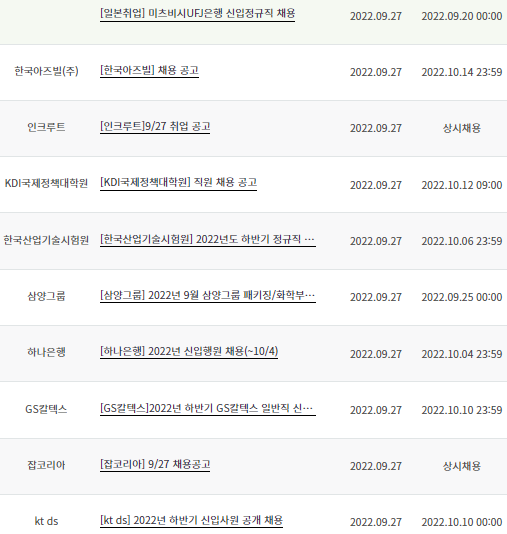 [일본취업] 미츠비시UFJ은행 신입정규직 채용 2022.09.27 2022.09.20 00:00
한국아즈빌(주) [한국아즈빌] 채용 공고 2022.09.27 2022.10.14 23:59
인크루트 [인크루트]9/27 취업 공고 2022.09.27 상시채용
KDI국제정책대학원 [KDI국제정책대학원] 직원 채용 공고 2022.09.27 2022.10.12 09:00
한국산업기술시험원 [한국산업기술시험원] 2022년도 하반기 정규직 … 2022.09.27 2022.10.06 23:59
삼양그룹 [삼양그룹] 2022년 9월 삼양그룹 패키징/화학부… 2022.09.27 2022.09.25 00:00
하나은행 [하나은행] 2022년 신입행원 채용(~10/4) 2022.09.27 2022.10.04 23:59
GS칼텍스 [GS칼텍스]2022년 하반기 GS칼텍스 일반직 신… 2022.09.27 2022.10.10 23:59
잡코리아 [잡코리아] 9/27 채용공고 2022.09.27 상시채용
kt ds [kt ds] 2022년 하반기 신입사원 공개 채용 2022.09.27 2022.10.10 00:00